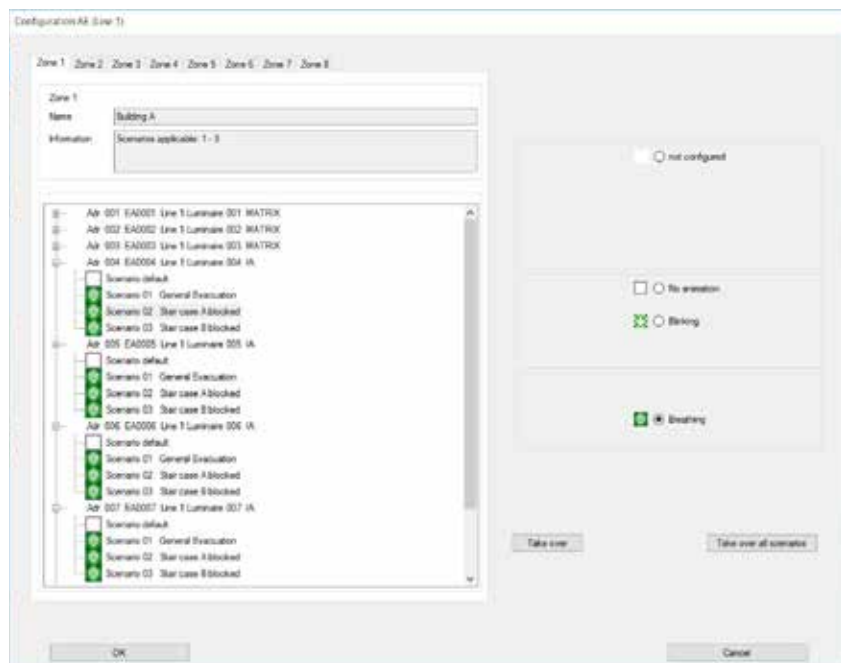 Configuration AE (Line 1)
Zone 1 Zone 2 Zone 3 Zone 4 Zone 5 Zone 6 Zone 7 Zone 8
Zone 1
Name Building A
Information Scenarios applicable: 1 - 3
Adr 001 EA0001 Line 1 Luminaire 001 MATRIX
Adr 002 EA0002 Line 1 Luminaire 002 MATRIX
Adr 003 EA0003 Line 1 Luminaire 003 MATRIX
Adr 004 EA0004 Line 1 Luminaire 004 IA
Scenario default
Scenario 01 General Evacuation
Scenario 02 Stair case A blocked
Scenario 03 Stair case B blocked
Adr 005 EA0005 Line 1 Luminaire 005 IA
Scenario default
Scenario 01 General Evacuation
Scenario 02 Stair case A blocked
Scenario 03 Stair case B blocked
Adr 006 EA0006 Line 1 Luminaire 006 IA
Scenario default
Scenario 01 General Evacuation
Scenario 02 Stair case A blocked
Scenario 03 Stair case B blocked
Adr 007 EA0007 Line 1 Luminaire 007 IA
Scenario default
Scenario 01 General Evacuation
Scenario 02 Stair case A blocked
Scenario 03 Stair case B blocked
not configured
No animation
Blinking
Breathing
Take over
Take over all scenarios
OK
Cancel